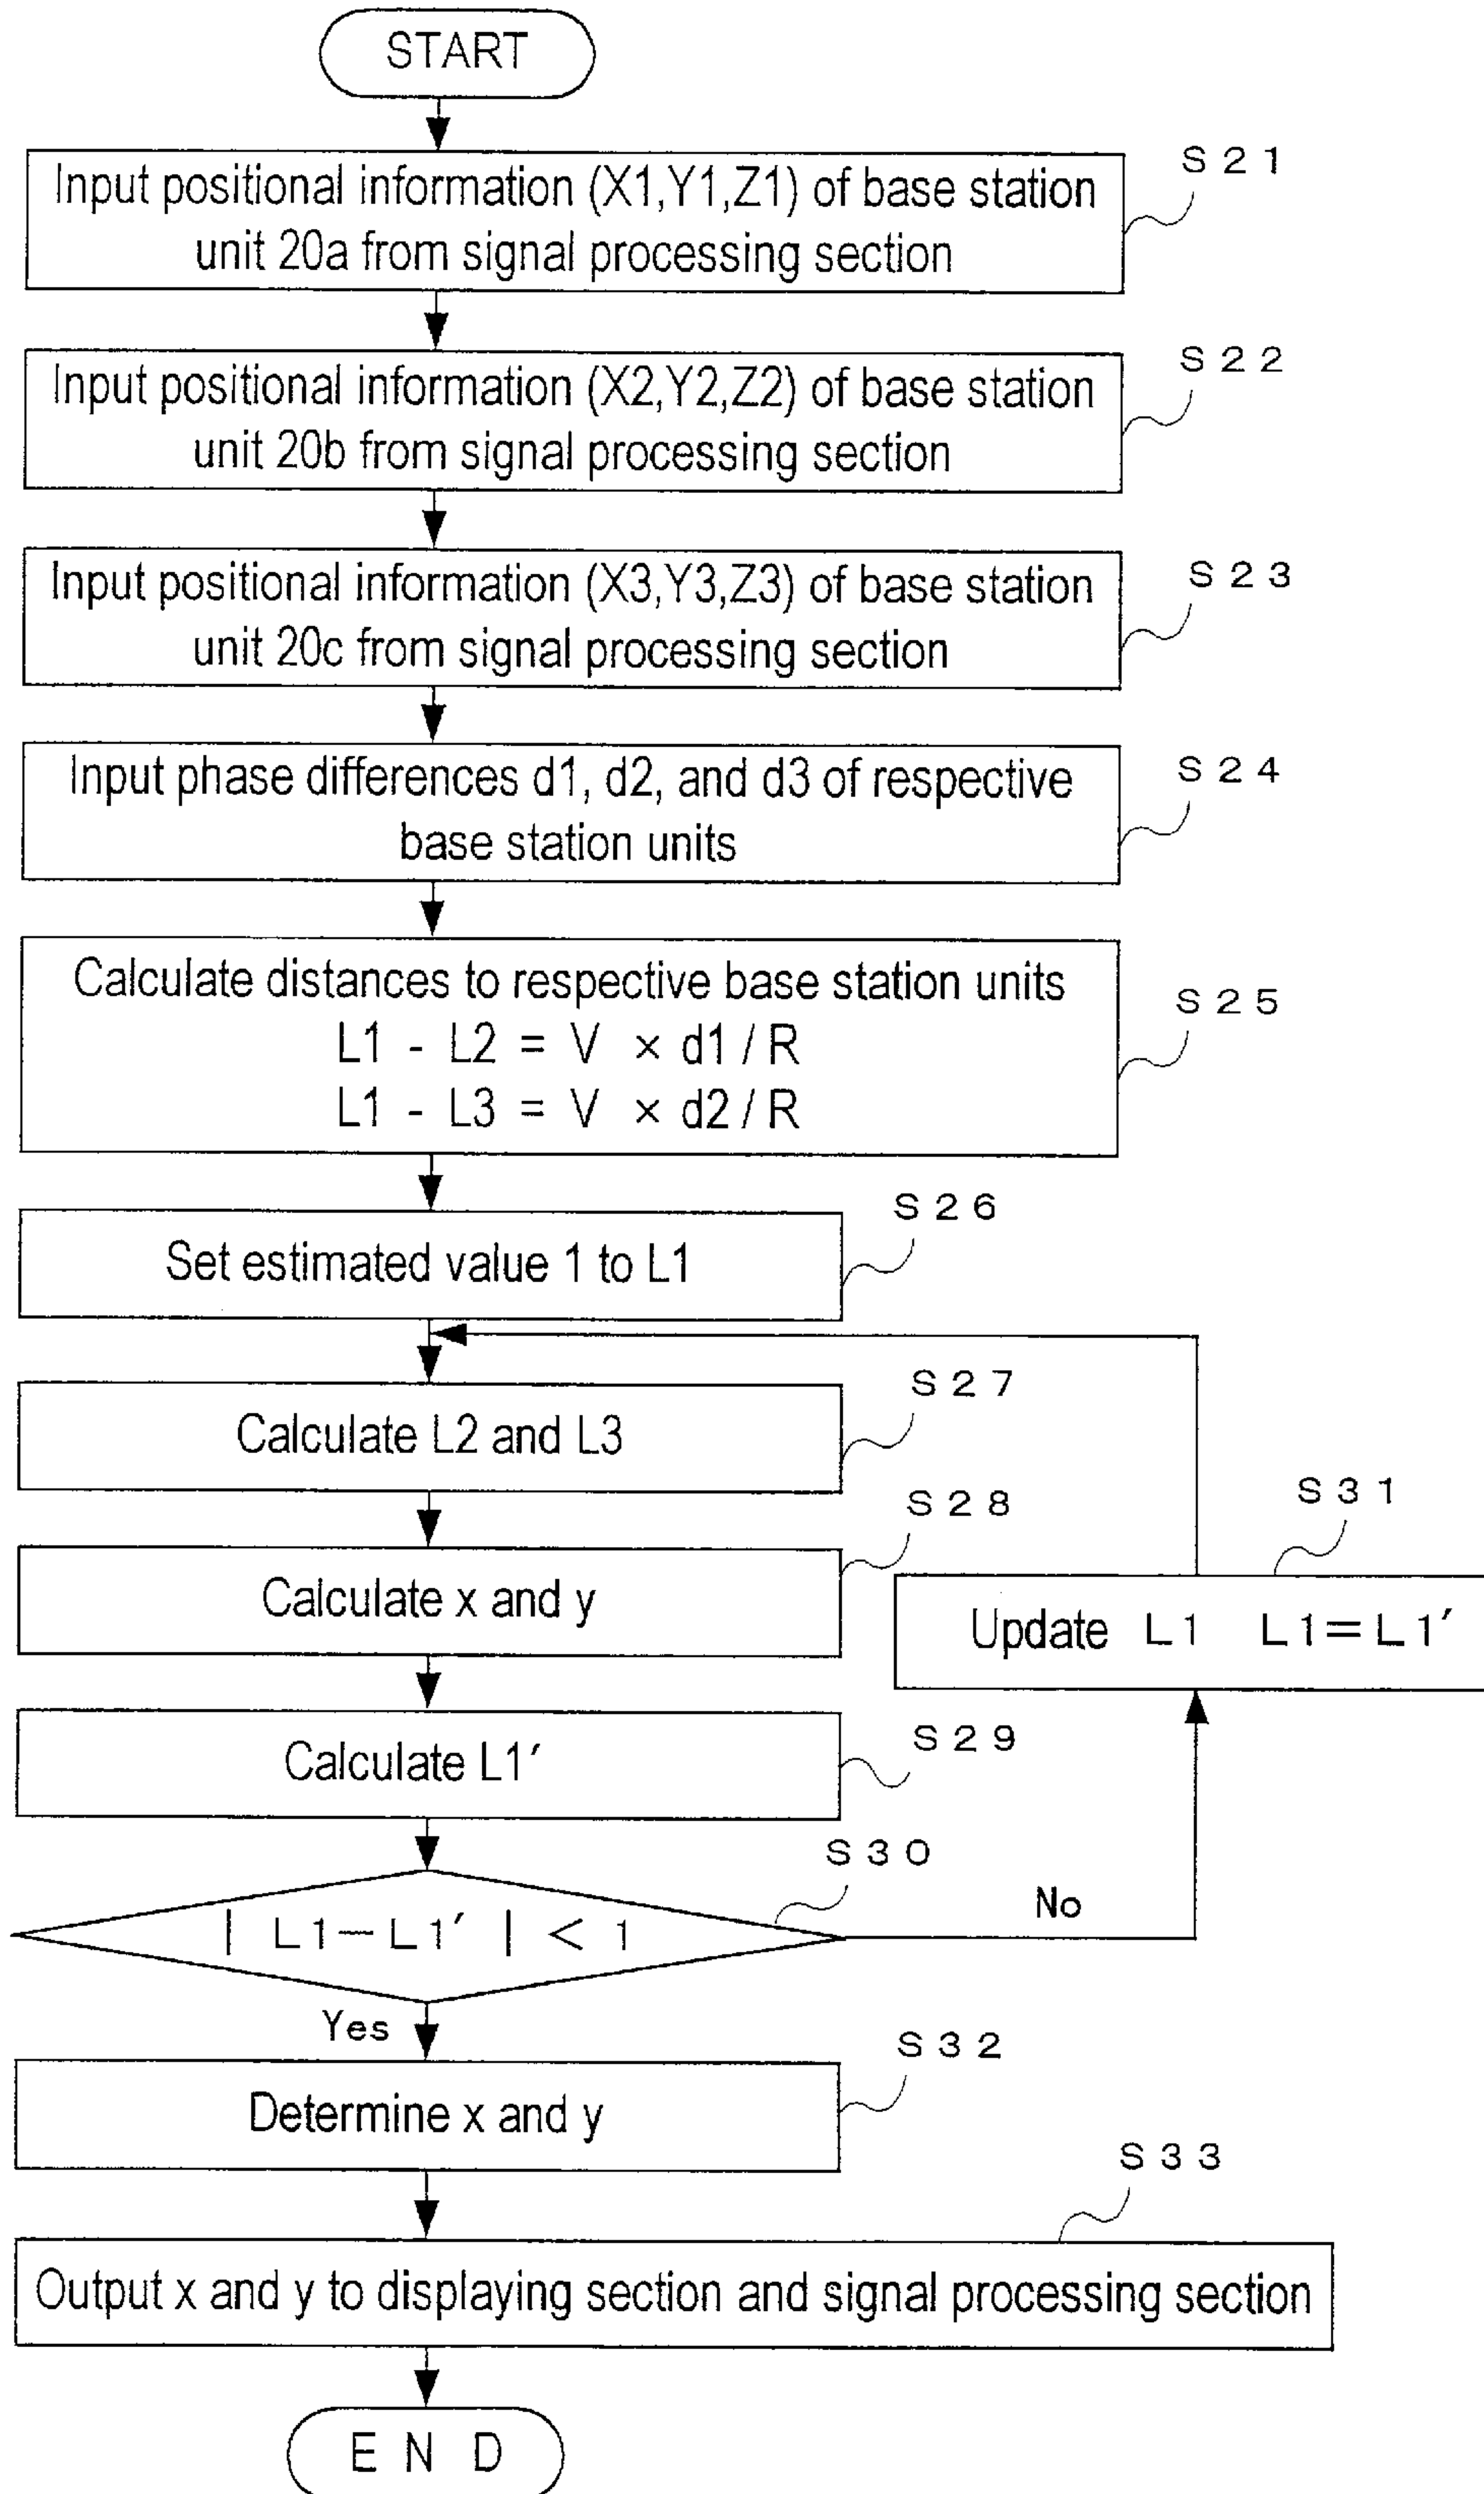 START
Input positional information (X1,Y1,Z1) of base station
unit 20a from signal processing section
S21
Input positional information (X2,Y2,Z2) of base station
unit 20b from signal processing section
S22
Input positional information (X3,Y3,Z3) of base station
unit 20c from signal processing section
S23
Input phase differences d1, d2, and d3 of respective
base station units
S24
Calculate distances to respective base station units
L1 - L2 = V × d1/R
L1 - L3 = V × d2/R
S25
Set estimated value 1 to L1
S26
Calculate L2 and L3
S27
Calculate x and y
S28
Update L1 L1=L1′
S31
Calculate L1′
S29
| L1−L1′ | < 1
S30
No
Yes
Determine x and y
S32
Output x and y to displaying section and signal processing section
S33
END